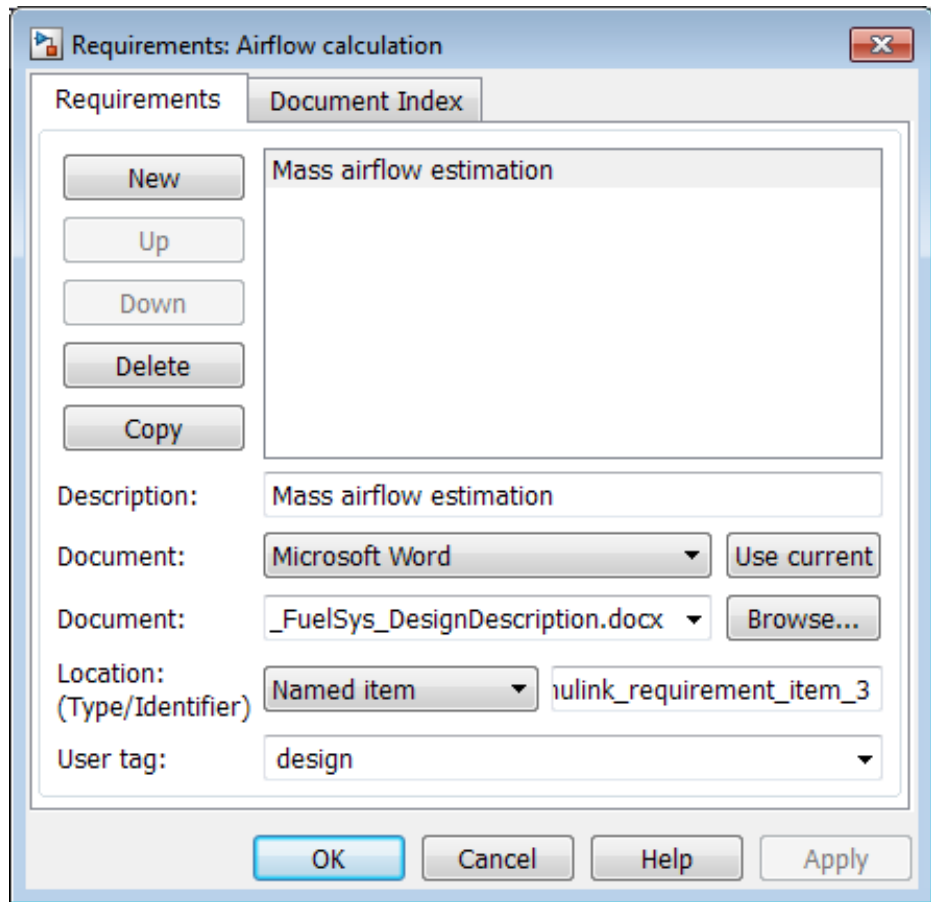 Requirements: Airflow calculation
Requirements Document Index
New
Mass airflow estimation
Up
Down
Delete
Copy
Description: Mass airflow estimation
Document: Microsoft Word Use current
Document: _FuelSys_DesignDescription.docx Browse...
Location:
(Type/Identifier) Named item nulink_requirement_item_3
User tag: design
OK Cancel Help Apply